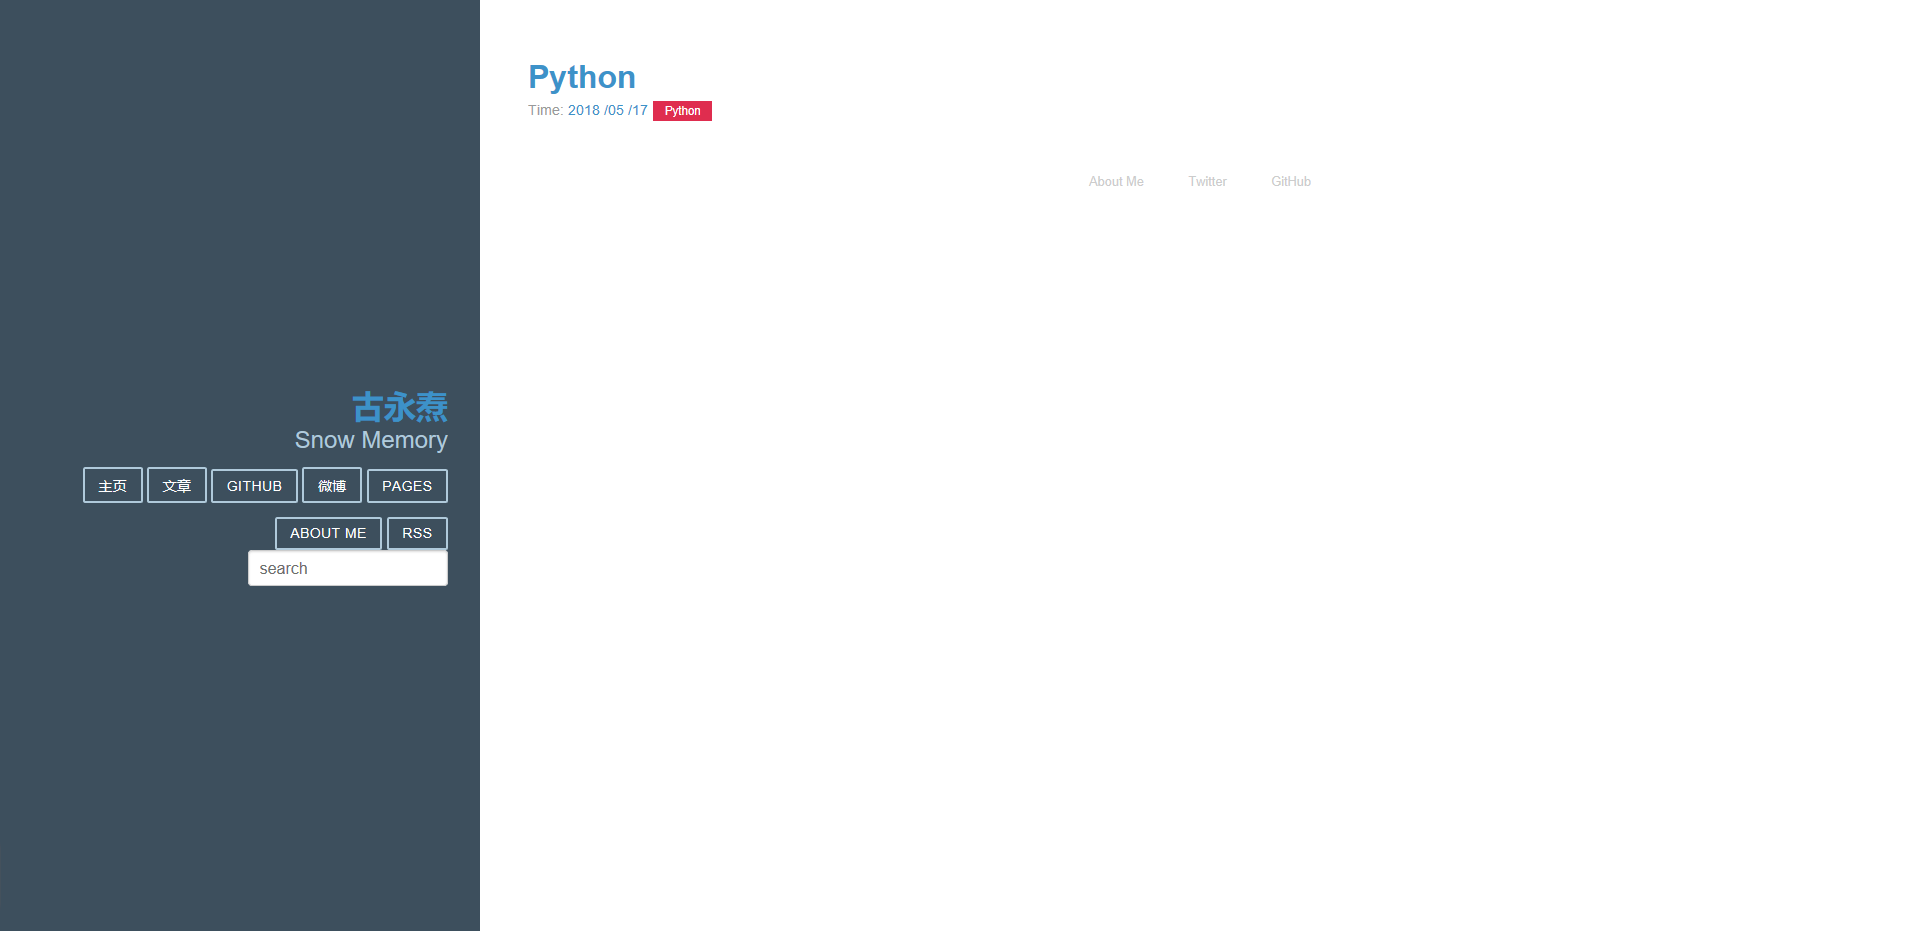 古永焘
Snow Memory
主页 文章 GITHUB 微博 PAGES
ABOUT ME RSS
search
Python
Time: 2018 /05 /17 Python
About Me Twitter GitHub